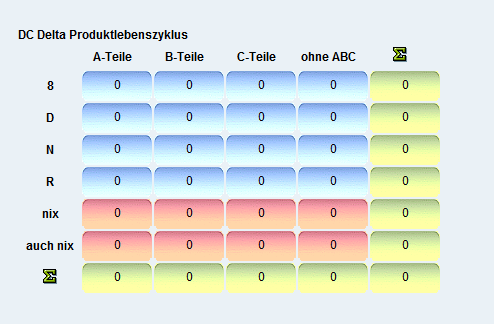 DC Delta Produktlebenszyklus
A-Teile B-Teile C-Teile ohne ABC Σ
8 0 0 0 0 0
D 0 0 0 0 0
N 0 0 0 0 0
R 0 0 0 0 0
nix 0 0 0 0 0
auch nix 0 0 0 0 0
Σ 0 0 0 0 0